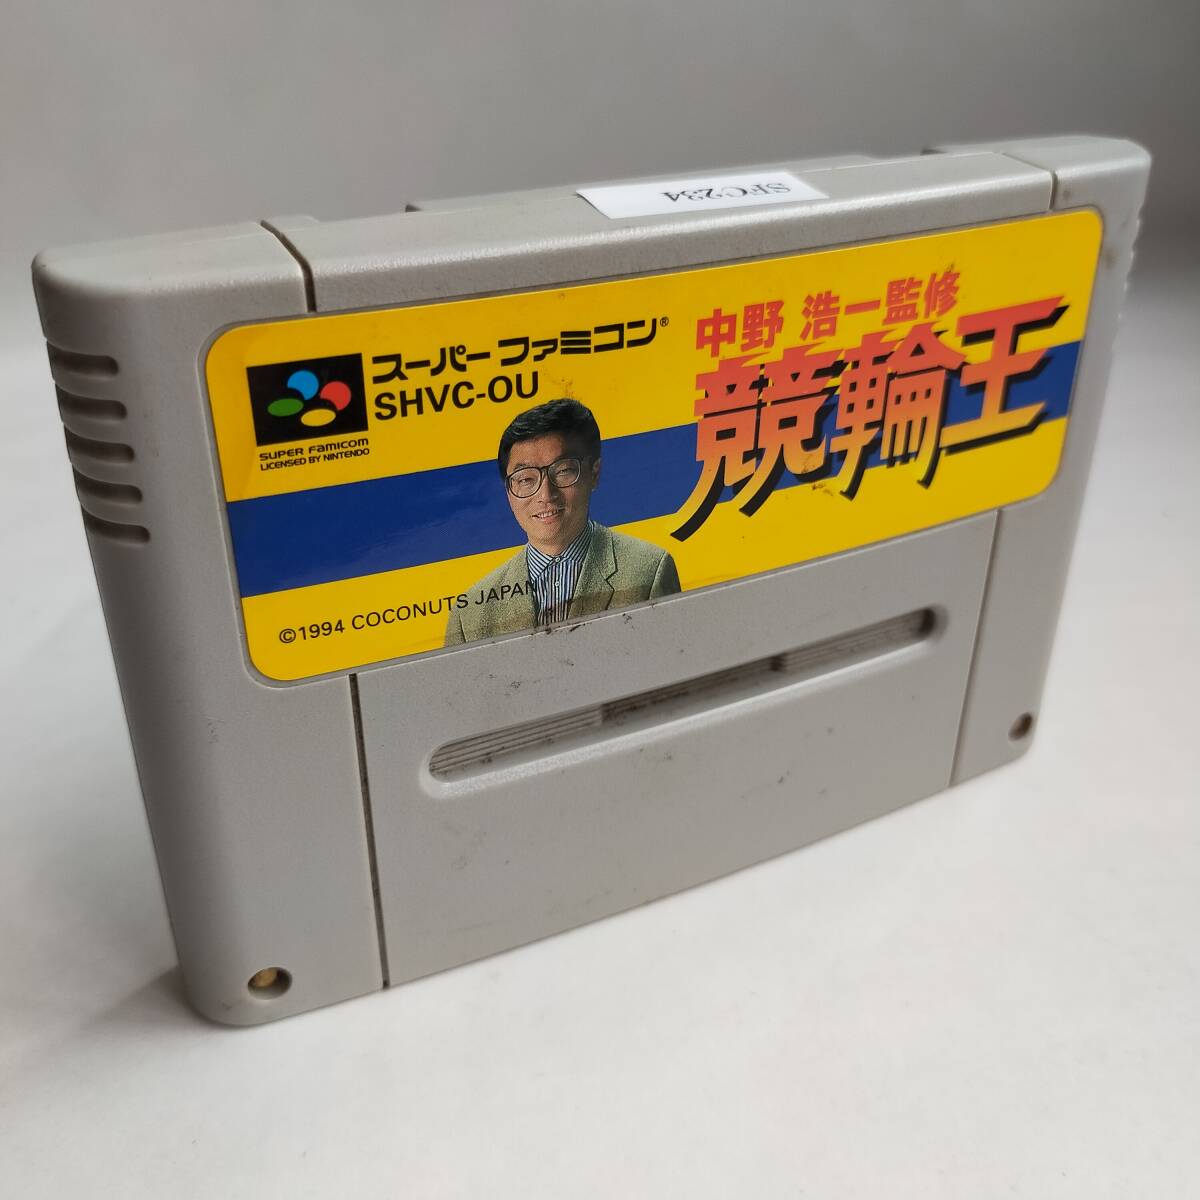 SFC234
中野 浩一監修
競輪王
スーパーファミコン®
SHVC-OU
SUPER FAMICOM
LICENSED BY NINTENDO
©1994 COCONUTS JAPAN